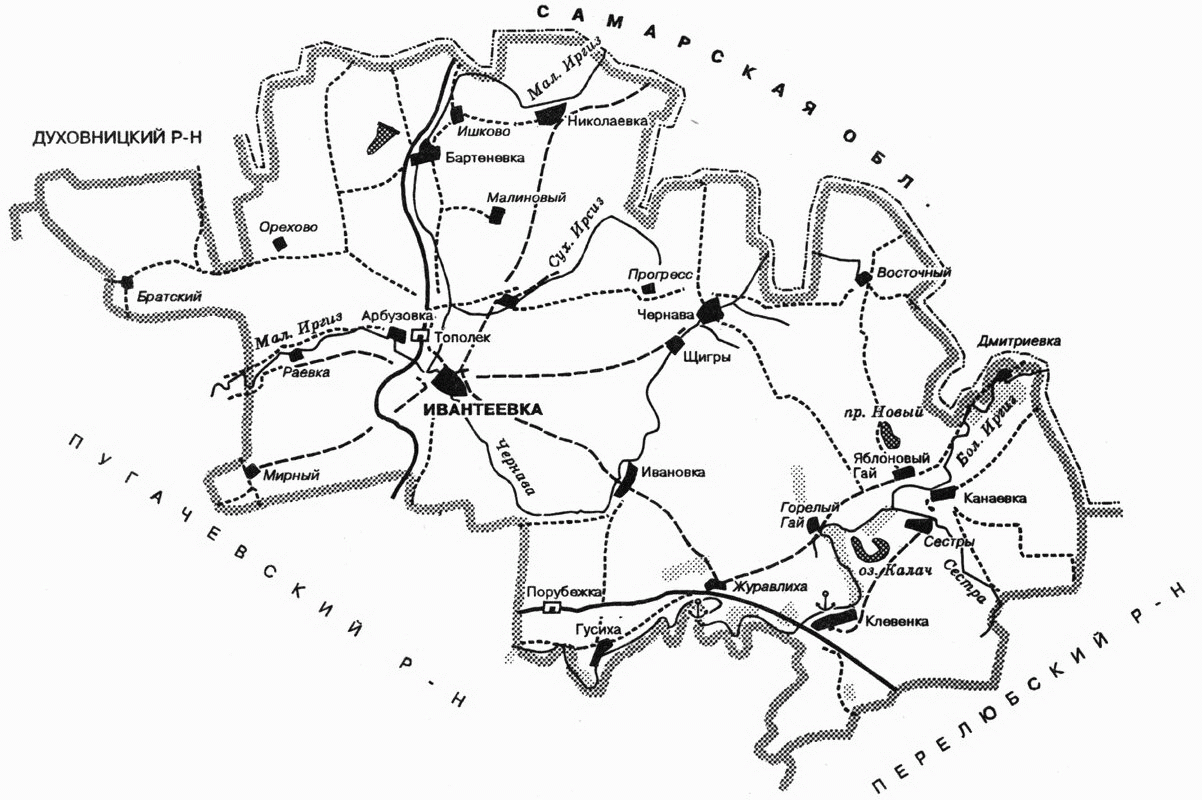 САМАРСКАЯ ОБЛ.
ДУХОВНИЦКИЙ Р-Н
Мал. Иргиз
Ишково
Николаевка
Бартеневка
Малиновый
Орехово
Сух. Ирсиз
Братский
Прогресс
Восточный
Чернава
Арбузовка
Мал. Иргиз
Тополек
Раевка
Щигры
Дмитриевка
ИВАНТЕЕВКА
пр. Новый
Бол. Иргиз
Чернава
Мирный
Ивановка
Яблоновый
Гай
Канаевка
Горелый
Гай
Сестры
оз. Калач
Сестра
Журавлиха
Порубежка
Гусиха
Клевенка
ПУГАЧЕВСКИЙ Р-Н
ПЕРЕЛЮБСКИЙ Р-Н